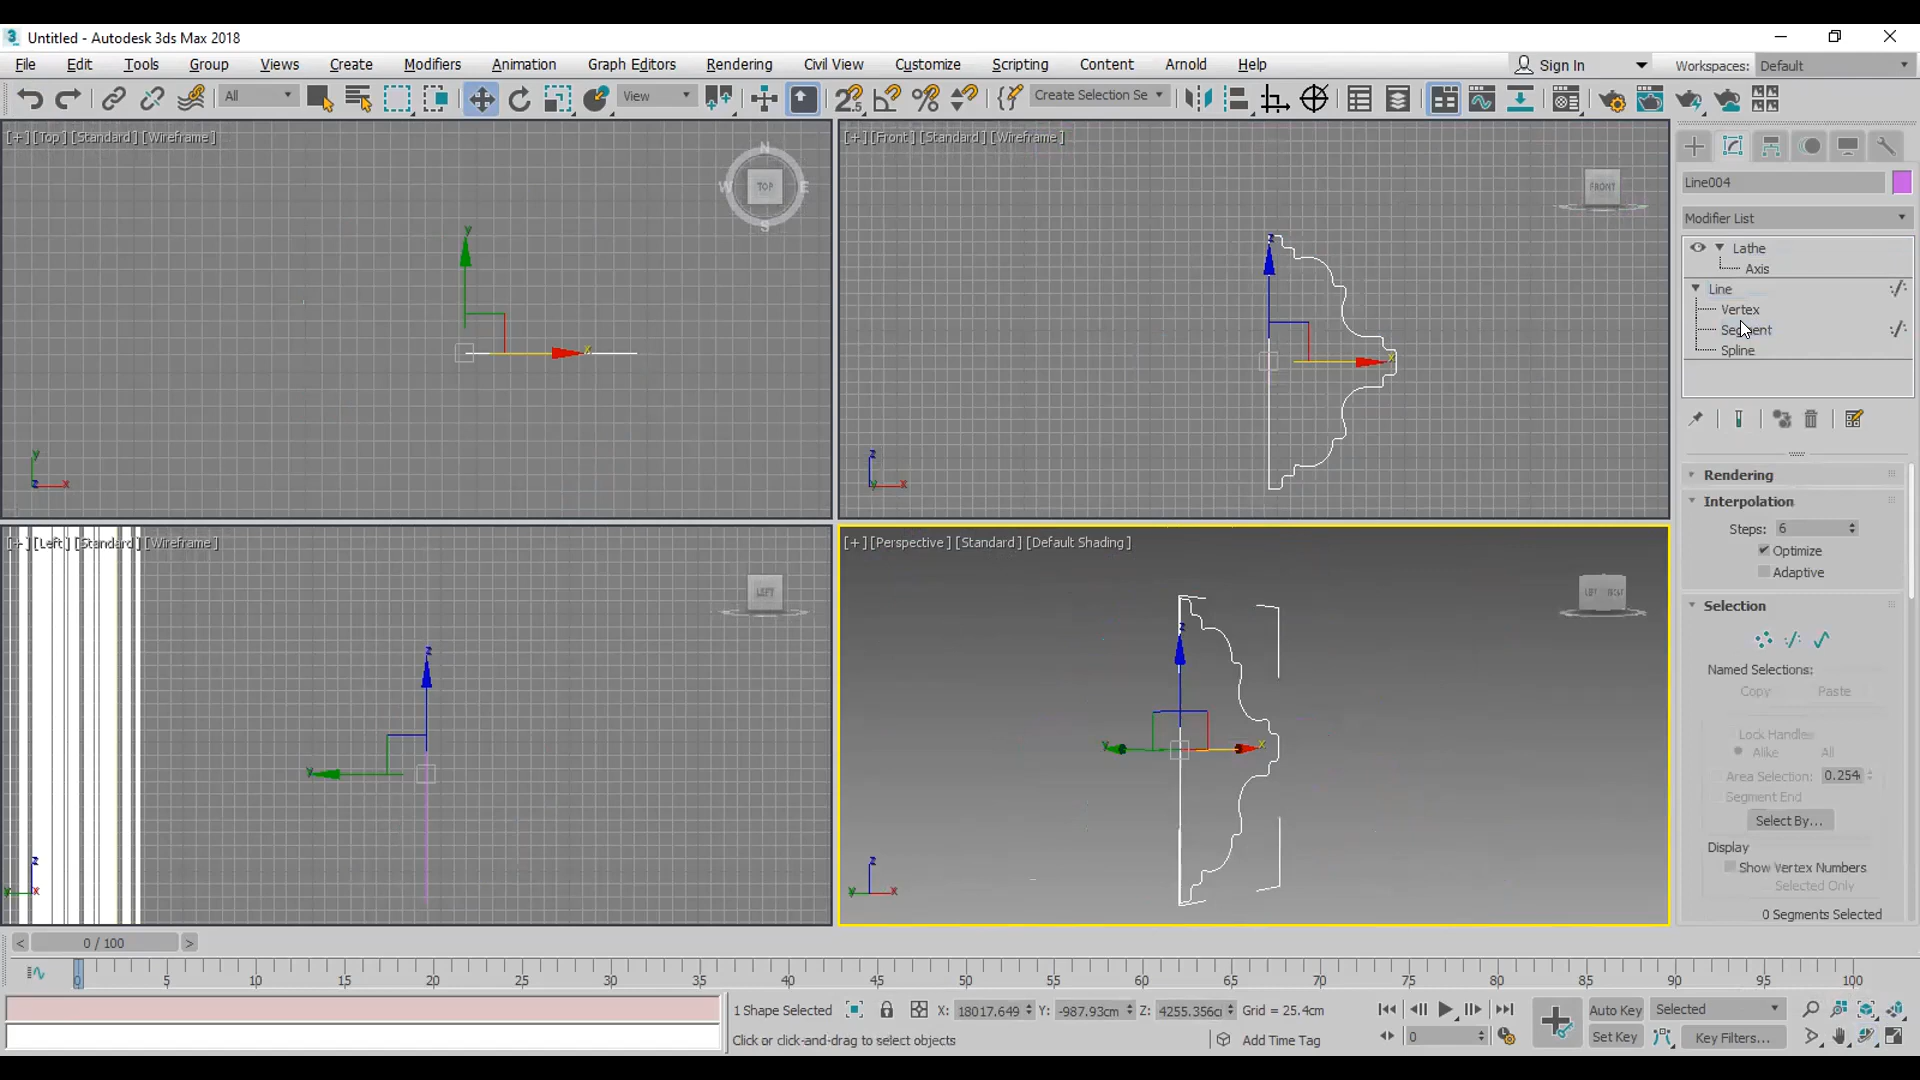 3 Untitled - Autodesk 3ds Max 2018
File Edit Tools Group Views Create Modifiers Animation Graph Editors Rendering Civil View Customize Scripting Content Arnold Help Sign In Workspaces: Default
All View Create Selection Se
[+] [Top] [Standard] [Wireframe]
N
W TOP E
S
y
x
y
z x
[+] [Front] [Standard] [Wireframe]
FRONT
z
x
z
y x
Line004
Modifier List
Lathe
Axis
Line
Vertex
Segment
Spline
Rendering
Interpolation
Steps: 6
Optimize
Adaptive
Selection
Named Selections:
Copy Paste
Lock Handles
Alike All
Area Selection: 0.254
Segment End
Select By...
Display
Show Vertex Numbers
Selected Only
0 Segments Selected
[+] [Left] [Standard] [Wireframe]
LEFT
z
y
z
y x
[+] [Perspective] [Standard] [Default Shading]
z
y x
z
y x
< 0 / 100 >
0 5 10 15 20 25 30 35 40 45 50 55 60 65 70 75 80 85 90 95 100
1 Shape Selected X: 18017.649 Y: -987.93cm Z: 4255.356c Grid = 25.4cm Auto Key Selected
Click or click-and-drag to select objects Add Time Tag 0 Set Key Key Filters...